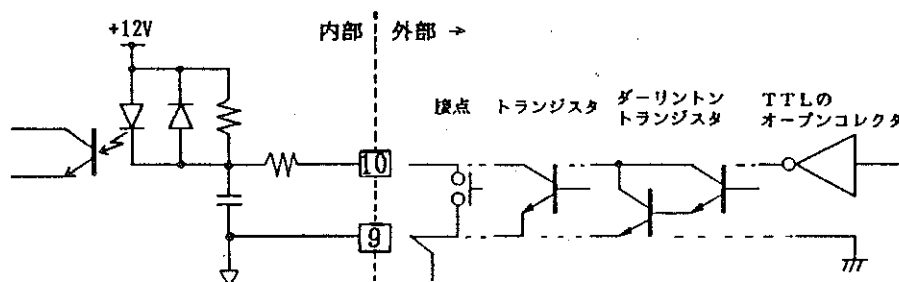 +12V
内部 外部 →
接点 トランジスタ ダーリントン
トランジスタ TTLの
オープンコレクタ
10
9